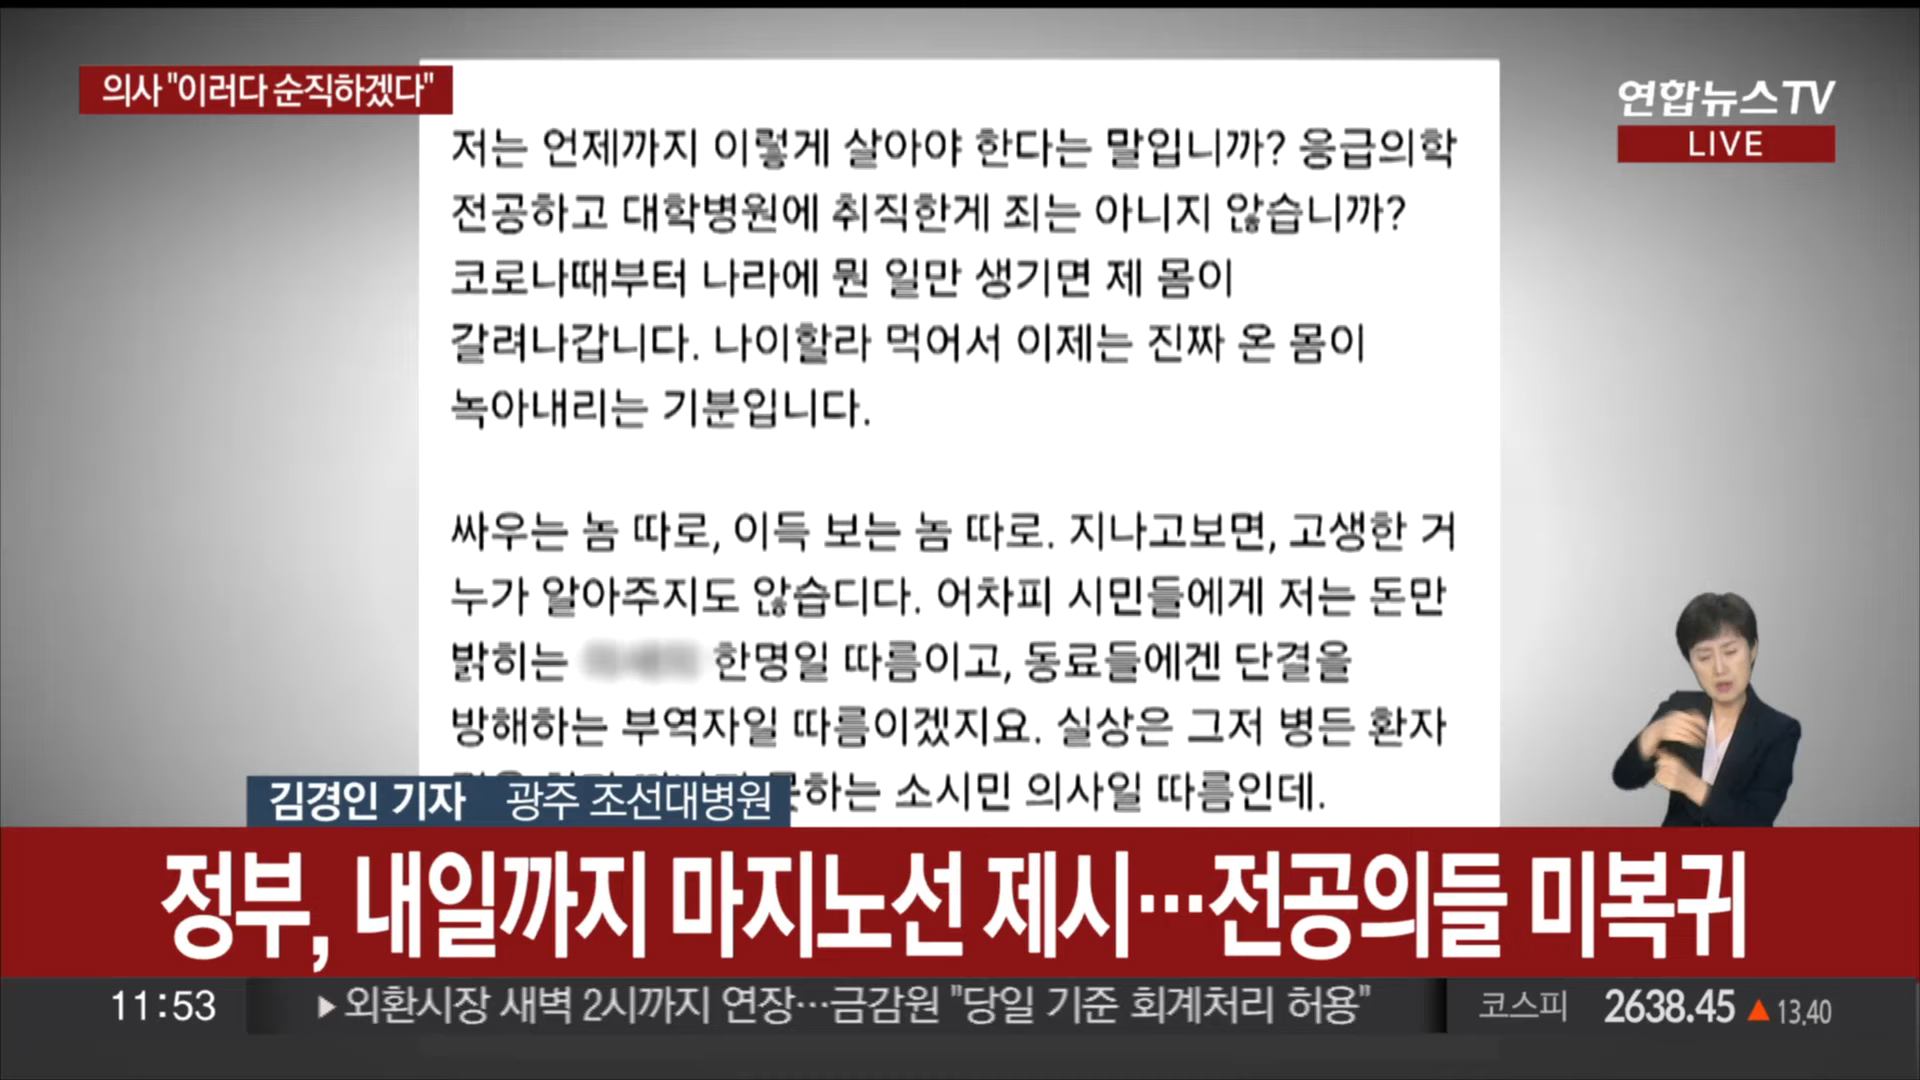 의사 "이러다 순직하겠다"
연합뉴스TV
LIVE
저는 언제까지 이렇게 살아야 한다는 말입니까? 응급의학
전공하고 대학병원에 취직한게 죄는 아니지 않습니까?
코로나때부터 나라에 뭔 일만 생기면 제 몸이
갈려나갑니다. 나이할라 먹어서 이제는 진짜 온 몸이
녹아내리는 기분입니다.
싸우는 놈 따로, 이득 보는 놈 따로. 지나고보면, 고생한 거
누가 알아주지도 않습디다. 어차피 시민들에게 저는 돈만
밝히는 한명일 따름이고, 동료들에겐 단결을
방해하는 부역자일 따름이겠지요. 실상은 그저 병든 환자
못하는 소시민 의사일 따름인데.
김경인 기자 광주 조선대병원
정부, 내일까지 마지노선 제시…전공의들 미복귀
11:53 ▶외환시장 새벽 2시까지 연장…금감원 "당일 기준 회계처리 허용" 코스피 2638.45 ▲ 13.40